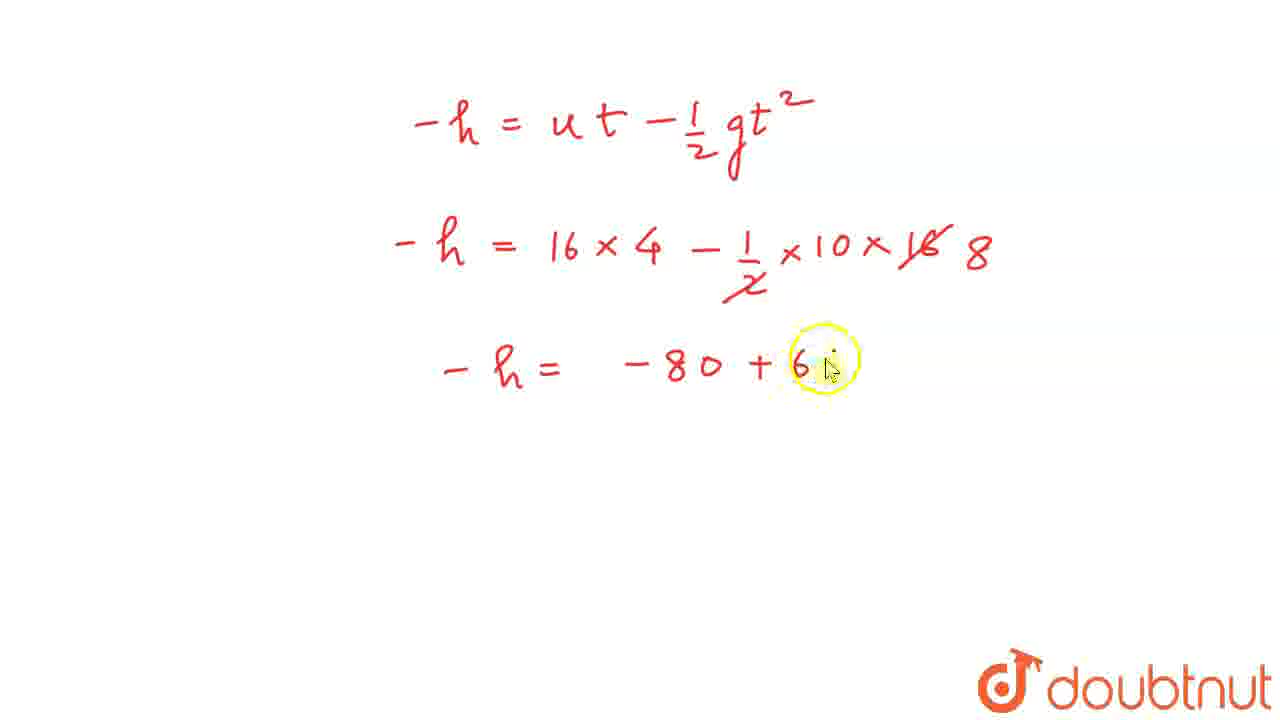 -h = ut - 1/2 gt²
-h = 16 × 4 - 1/2 × 10 × 16 8
-h = -80 + 6
doubtnut